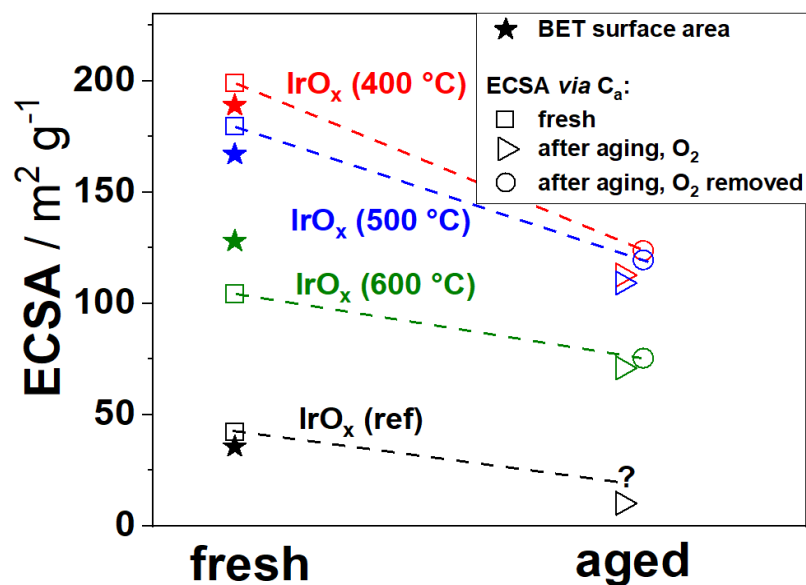 ECSA / m² g⁻¹
200
150
100
50
0
fresh
aged
IrOₓ (400 °C)
IrOₓ (500 °C)
IrOₓ (600 °C)
IrOₓ (ref)
?
BET surface area
ECSA via Cₐ:
fresh
after aging, O₂
after aging, O₂ removed